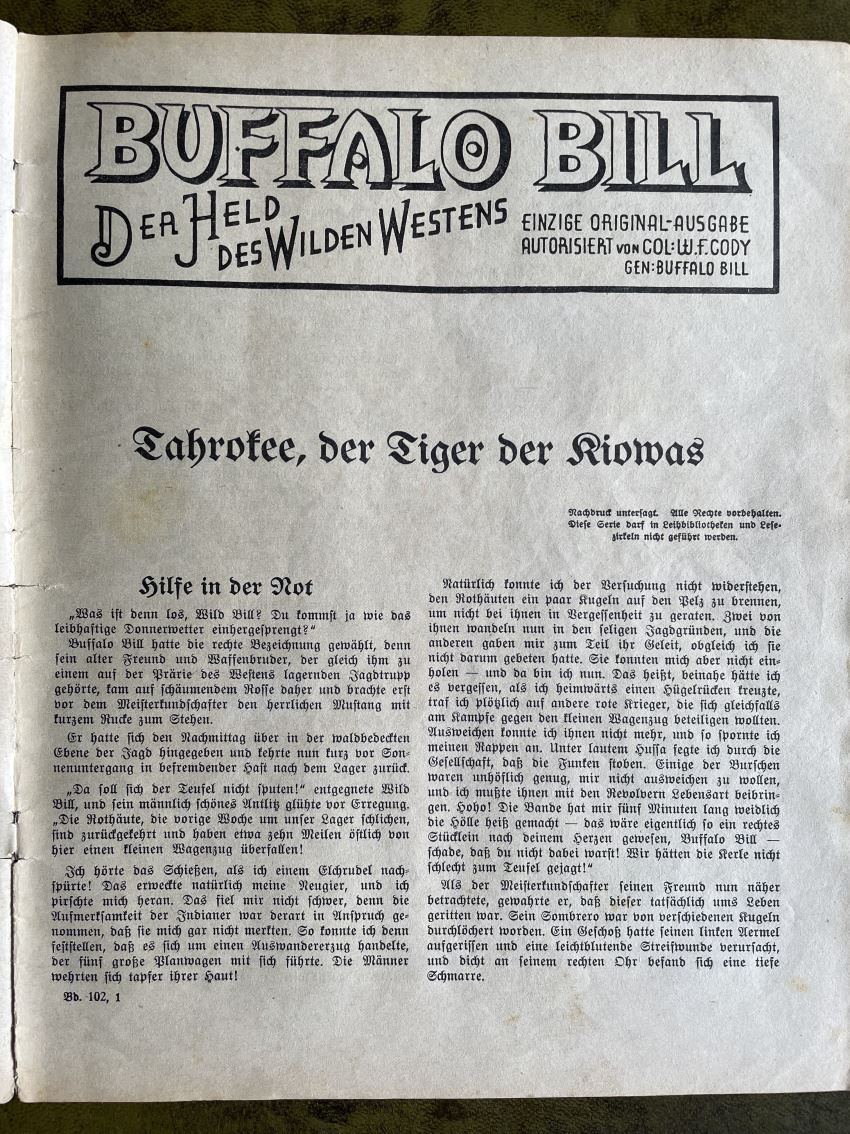 BUFFALO BILL
DER HELD
DES WILDEN WESTENS
EINZIGE ORIGINAL-AUSGABE
AUTORISIERT VON COL: W. F. CODY
GEN: BUFFALO BILL
Tahrokee, der Tiger der Kiowas
Nachdruck untersagt. Alle Rechte vorbehalten.
Diese Serie darf in Leihbibliotheken und Lese-
zirkeln nicht geführt werden.
Hilfe in der Not
„Was ist denn los, Wild Bill? Du kommst ja wie das
leibhaftige Donnerwetter einhergesprengt?“
Buffalo Bill hatte die rechte Bezeichnung gewählt, denn
sein alter Freund und Waffenbruder, der gleich ihm zu
einem auf der Prärie des Westens lagernden Jagdtrupp
gehörte, kam auf schäumendem Rosse daher und brachte erst
vor dem Meisterkundschafter den herrlichen Mustang mit
kurzem Rucke zum Stehen.
Er hatte sich den Nachmittag über in der waldbedeckten
Ebene der Jagd hingegeben und kehrte nun kurz vor Son-
nenuntergang in befremdender Hast nach dem Lager zurück.
„Da soll sich der Teufel nicht sputen!“ entgegnete Wild
Bill, und sein männlich schönes Antlitz glühte vor Erregung.
„Die Rothäute, die vorige Woche um unser Lager schlichen,
sind zurückgekehrt und haben etwa zehn Meilen östlich von
hier einen kleinen Wagenzug überfallen!
Ich hörte das Schießen, als ich einem Elchrudel nach-
spürte! Das erweckte natürlich meine Neugier, und ich
pirschte mich heran. Das fiel mir nicht schwer, denn die
Aufmerksamkeit der Indianer war derart in Anspruch ge-
nommen, daß sie mich gar nicht merkten. So konnte ich denn
feststellen, daß es sich um einen Auswandererzug handelte,
der fünf große Planwagen mit sich führte. Die Männer
wehrten sich tapfer ihrer Haut!
Bd. 102, 1
Natürlich konnte ich der Versuchung nicht widerstehen,
den Rothäuten ein paar Kugeln auf den Pelz zu brennen,
um nicht bei ihnen in Vergessenheit zu geraten. Zwei von
ihnen wandeln nun in den seligen Jagdgründen, und die
anderen gaben mir zum Teil ihr Geleit, obgleich ich sie
nicht darum gebeten hatte. Sie konnten mich aber nicht ein-
holen — und da bin ich nun. Das heißt, beinahe hätte ich
es vergessen, als ich heimwärts einen Hügelrücken kreuzte,
traf ich plötzlich auf andere rote Krieger, die sich gleichfalls
am Kampfe gegen den kleinen Wagenzug beteiligen wollten.
Ausweichen konnte ich ihnen nicht mehr, und so spornte ich
meinen Rappen an. Unter lautem Hussa fegte ich durch die
Gesellschaft, daß die Funken stoben. Einige der Burschen
waren unhöflich genug, mir nicht ausweichen zu wollen,
und ich mußte ihnen mit den Revolvern Lebensart beibrin-
gen. Hoho! Die Bande hat mir fünf Minuten lang weidlich
die Hölle heiß gemacht — das wäre eigentlich so ein rechtes
Stücklein nach deinem Herzen gewesen, Buffalo Bill —
schade, daß du nicht dabei warst! Wir hätten die Kerle nicht
schlecht zum Teufel gejagt!“
Als der Meisterkundschafter seinen Freund nun näher
betrachtete, gewahrte er, daß dieser tatsächlich ums Leben
geritten war. Sein Sombrero war von verschiedenen Kugeln
durchlöchert worden. Ein Geschoß hatte seinen linken Aermel
aufgerissen und eine leichtblutende Streifwunde verursacht,
und dicht an seinem rechten Ohr befand sich eine tiefe
Schmarre.